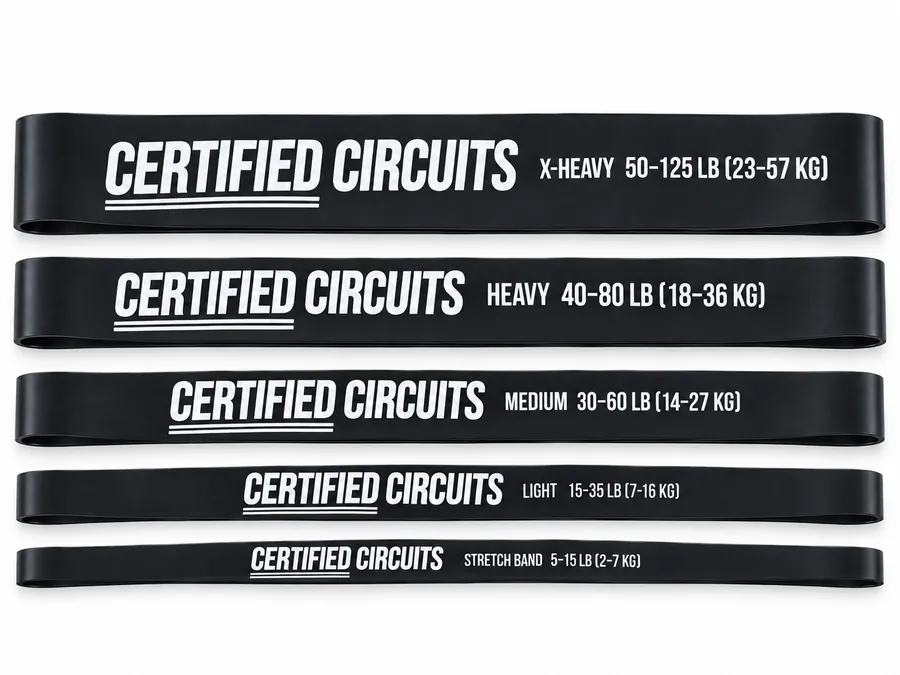 CERTIFIED CIRCUITS X-HEAVY 50-125 LB (23-57 KG)
CERTIFIED CIRCUITS HEAVY 40-80 LB (18-36 KG)
CERTIFIED CIRCUITS MEDIUM 30-60 LB (14-27 KG)
CERTIFIED CIRCUITS LIGHT 15-35 LB (7-16 KG)
CERTIFIED CIRCUITS STRETCH BAND 5-15 LB (2-7 KG)